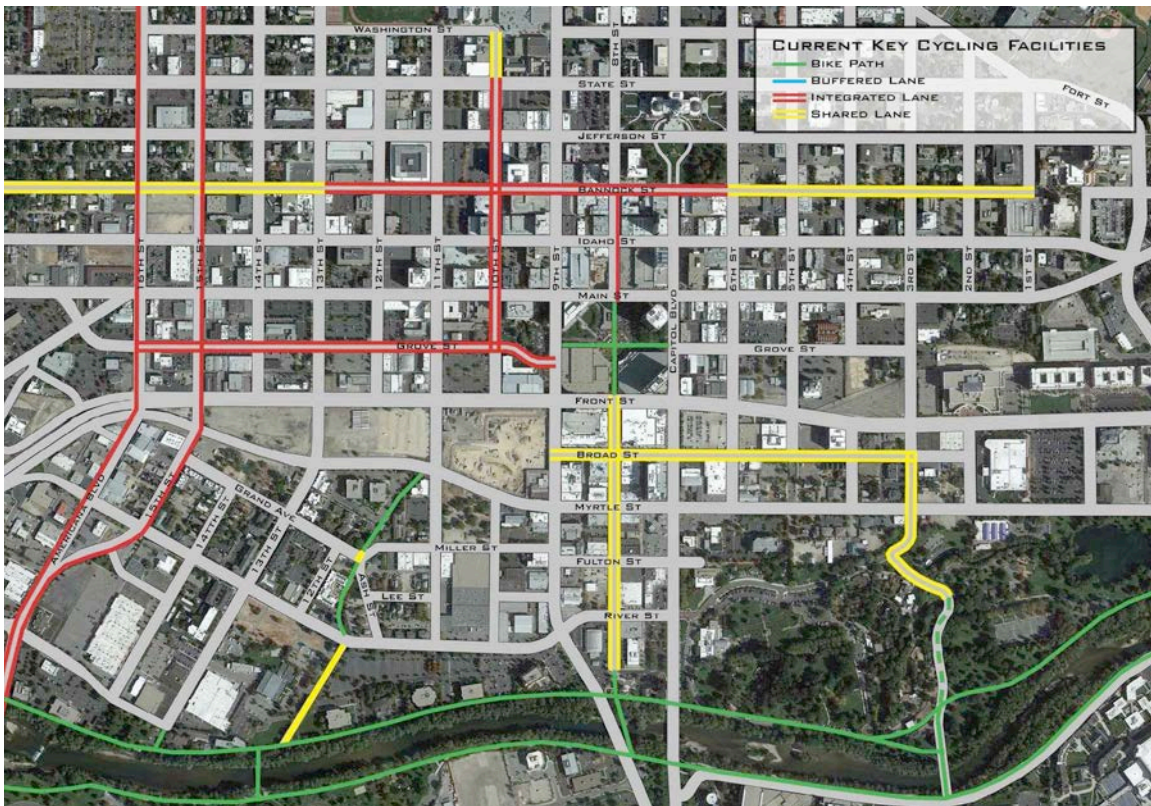 WASHINGTON ST
8TH ST
CURRENT KEY CYCLING FACILITIES
BIKE PATH
BUFFERED LANE
INTEGRATED LANE
SHARED LANE
STATE ST
FORT ST
JEFFERSON ST
BANNOCK ST
IDAHO ST
16TH ST
15TH ST
14TH ST
13TH ST
12TH ST
11TH ST
10TH ST
9TH ST
6TH ST
5TH ST
4TH ST
3RD ST
2ND ST
1ST ST
MAIN ST
CAPITOL BLVD
GROVE ST
GROVE ST
FRONT ST
BROAD ST
AMERICANA BLVD
15TH ST
14TH ST
GRAND AVE
13TH ST
12TH ST
MYRTLE ST
MILLER ST
FULTON ST
ASH ST
LEE ST
RIVER ST